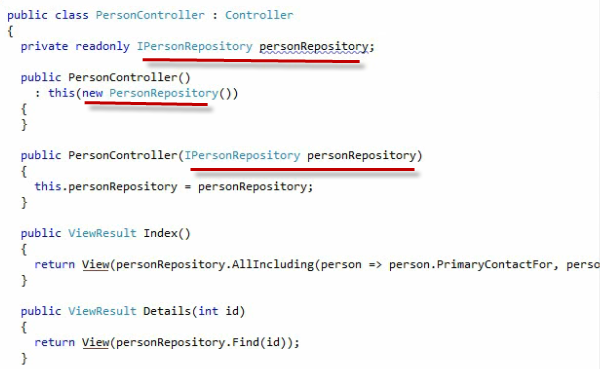 public class PersonController : Controller
{
private readonly IPersonRepository personRepository;
public PersonController()
: this(new PersonRepository())
{
}
public PersonController(IPersonRepository personRepository)
{
this.personRepository = personRepository;
}
public ViewResult Index()
{
return View(personRepository.AllIncluding(person => person.PrimaryContactFor, perso
}
public ViewResult Details(int id)
{
return View(personRepository.Find(id));
}